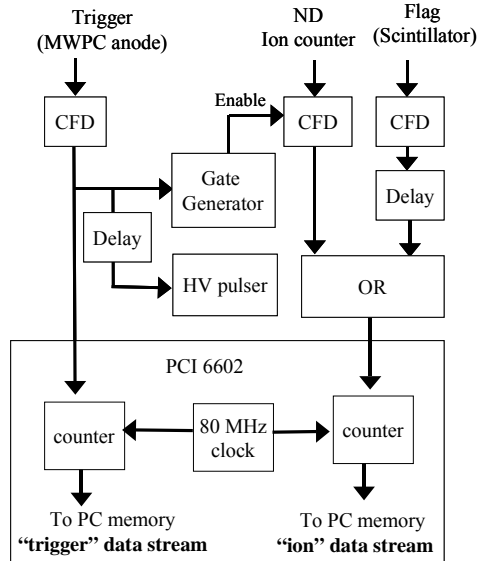 Trigger
(MWPC anode)
ND
Ion counter
Flag
(Scintillator)
Enable
CFD
CFD
CFD
Gate
Generator
Delay
Delay
HV pulser
OR
PCI 6602
counter
80 MHz
clock
counter
To PC memory
“trigger” data stream
To PC memory
“ion” data stream